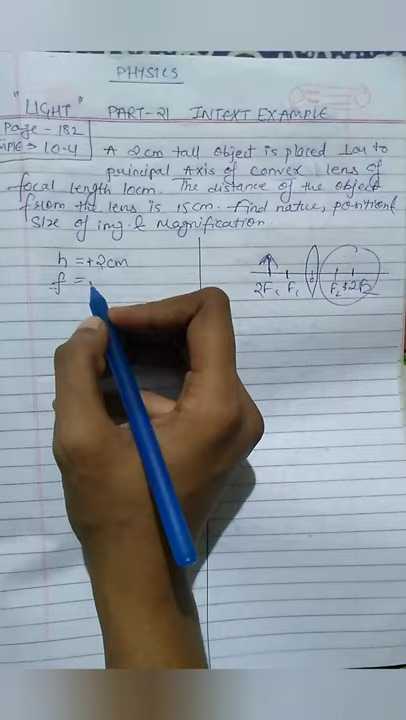 PHYSICS
"LIGHT" PART-21 INTEXT EXAMPLE
Page - 182
MPLE → 10.4 A 2cm tall object is placed Lar to
principal Axis of convex lens of
focal length 10cm. The distance of the object
from the lens is 15cm. Find nature, position
size of img. & Magnification.
h = +2cm
f = 
2F1 F1 O F2 2F2